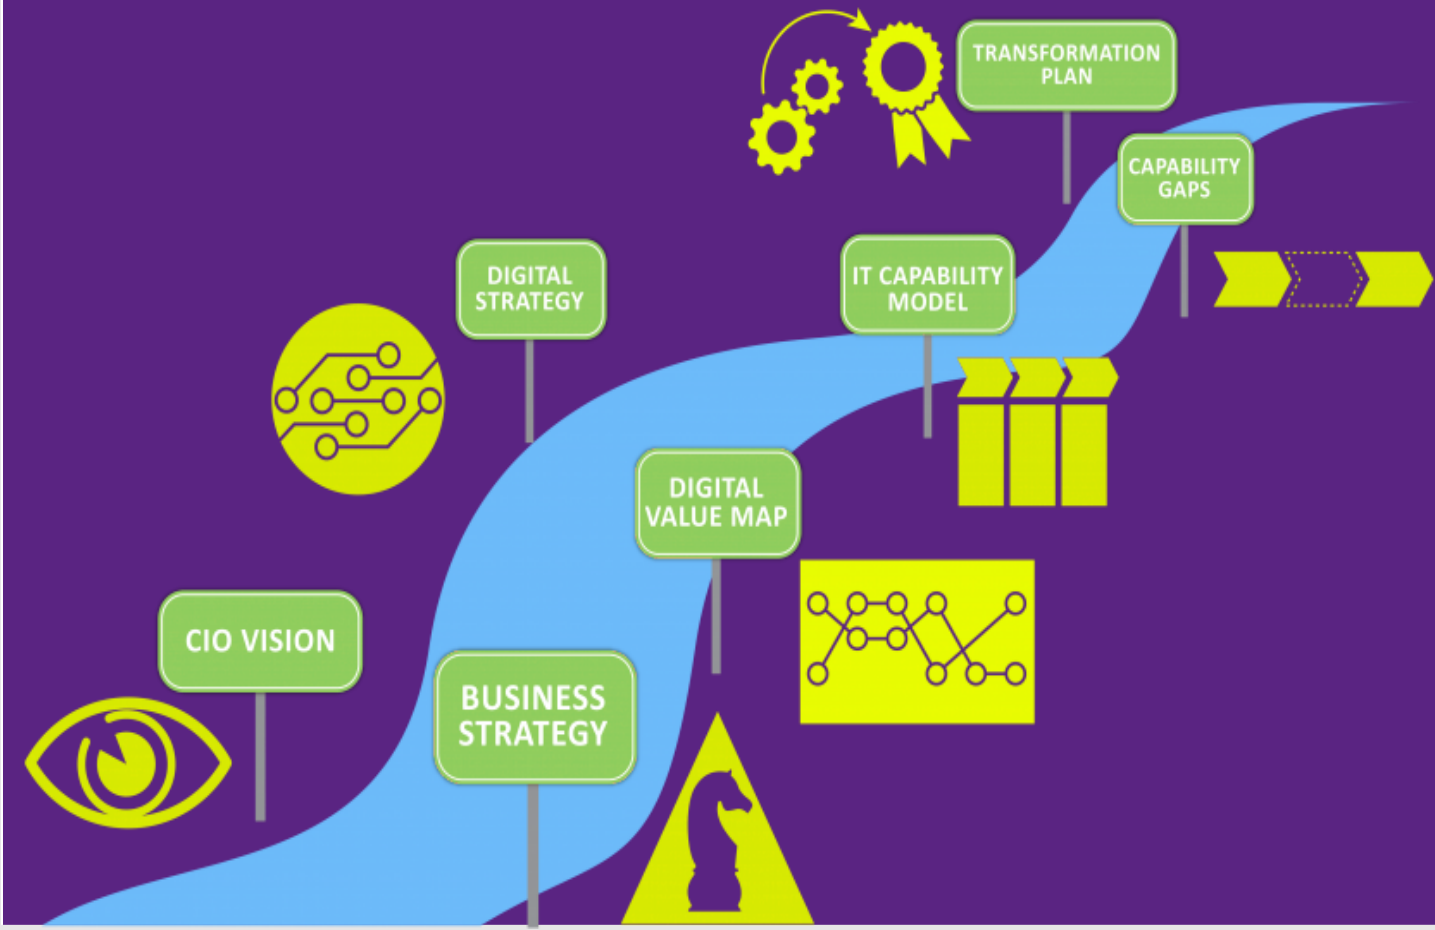 TRANSFORMATION
PLAN
CAPABILITY
GAPS
DIGITAL
STRATEGY
IT CAPABILITY
MODEL
DIGITAL
VALUE MAP
CIO VISION
BUSINESS
STRATEGY